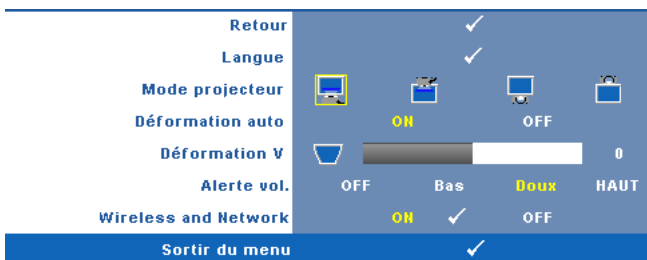 Retour
Langue
Mode projecteur
Déformation auto ON OFF
Déformation V 0
Alerte vol. OFF Bas Doux HAUT
Wireless and Network ON OFF
Sortir du menu